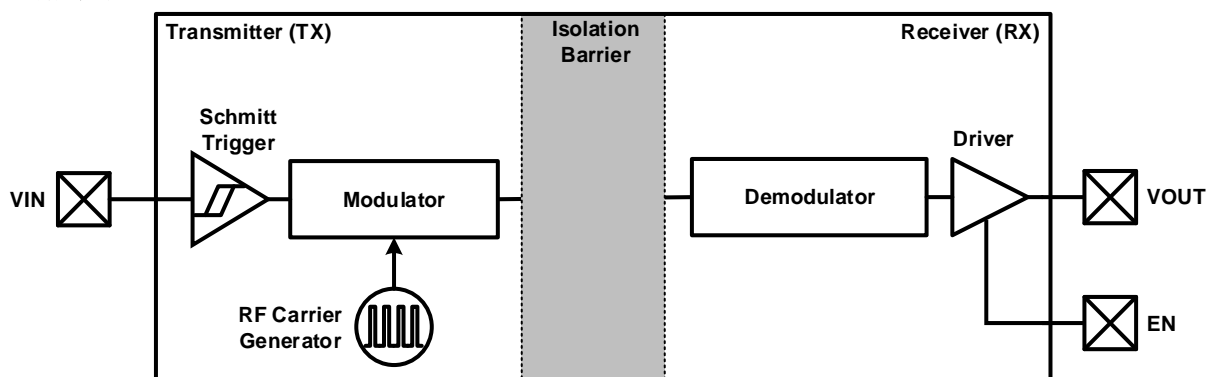 Transmitter (TX)
Isolation
Barrier
Receiver (RX)
Schmitt
Trigger
Driver
VIN
Modulator
Demodulator
VOUT
RF Carrier
Generator
EN